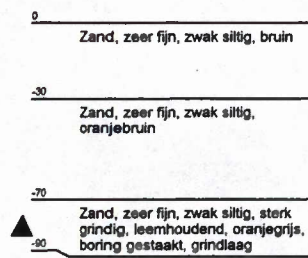 0
Zand, zeer fijn, zwak siltig, bruin
-30
Zand, zeer fijn, zwak siltig,
oranjebruin
-70
Zand, zeer fijn, zwak siltig, sterk
grindig, leemhoudend, oranjegrijs,
boring gestaakt, grindlaag
-90